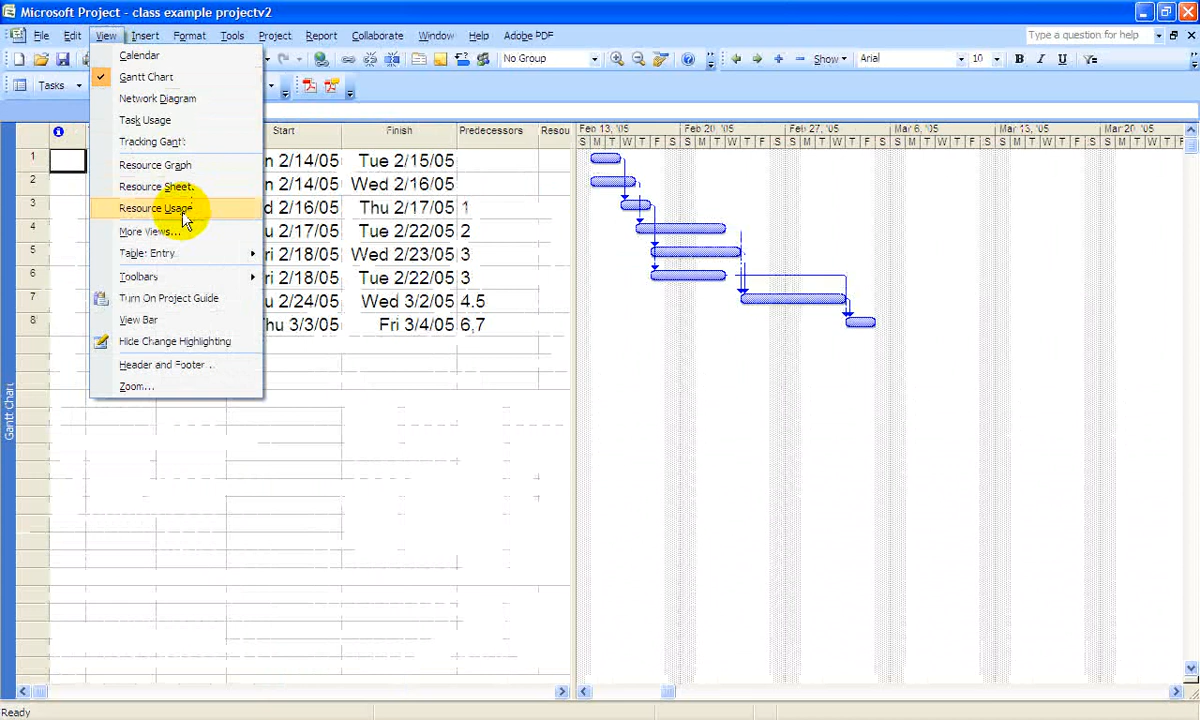 Microsoft Project - class example projectv2
File Edit View Insert Format Tools Project Report Collaborate Window Help Adobe PDF
Type a question for help
No Group Show Arial 10 B I U
Tasks
Calendar
Gantt Chart
Network Diagram
Task Usage
Tracking Gantt
Resource Graph
Resource Sheet
Resource Usage
More Views...
Table: Entry
Toolbars
Turn On Project Guide
View Bar
Hide Change Highlighting
Header and Footer...
Zoom...
Start Finish Predecessors Resou
Feb 13, '05 Feb 20, '05 Feb 27, '05 Mar 6, '05 Mar 13, '05 Mar 20, '05
S M T W T F S S M T W T F S S M T W T F S S M T W T F S S M T W T F S S M T W T F
1 n 2/14/05 Tue 2/15/05
2 n 2/14/05 Wed 2/16/05
3 d 2/16/05 Thu 2/17/05 1
4 u 2/17/05 Tue 2/22/05 2
5 ri 2/18/05 Wed 2/23/05 3
6 ri 2/18/05 Tue 2/22/05 3
7 u 2/24/05 Wed 3/2/05 4.5
8 hu 3/3/05 Fri 3/4/05 6,7
Gantt Chart
Ready